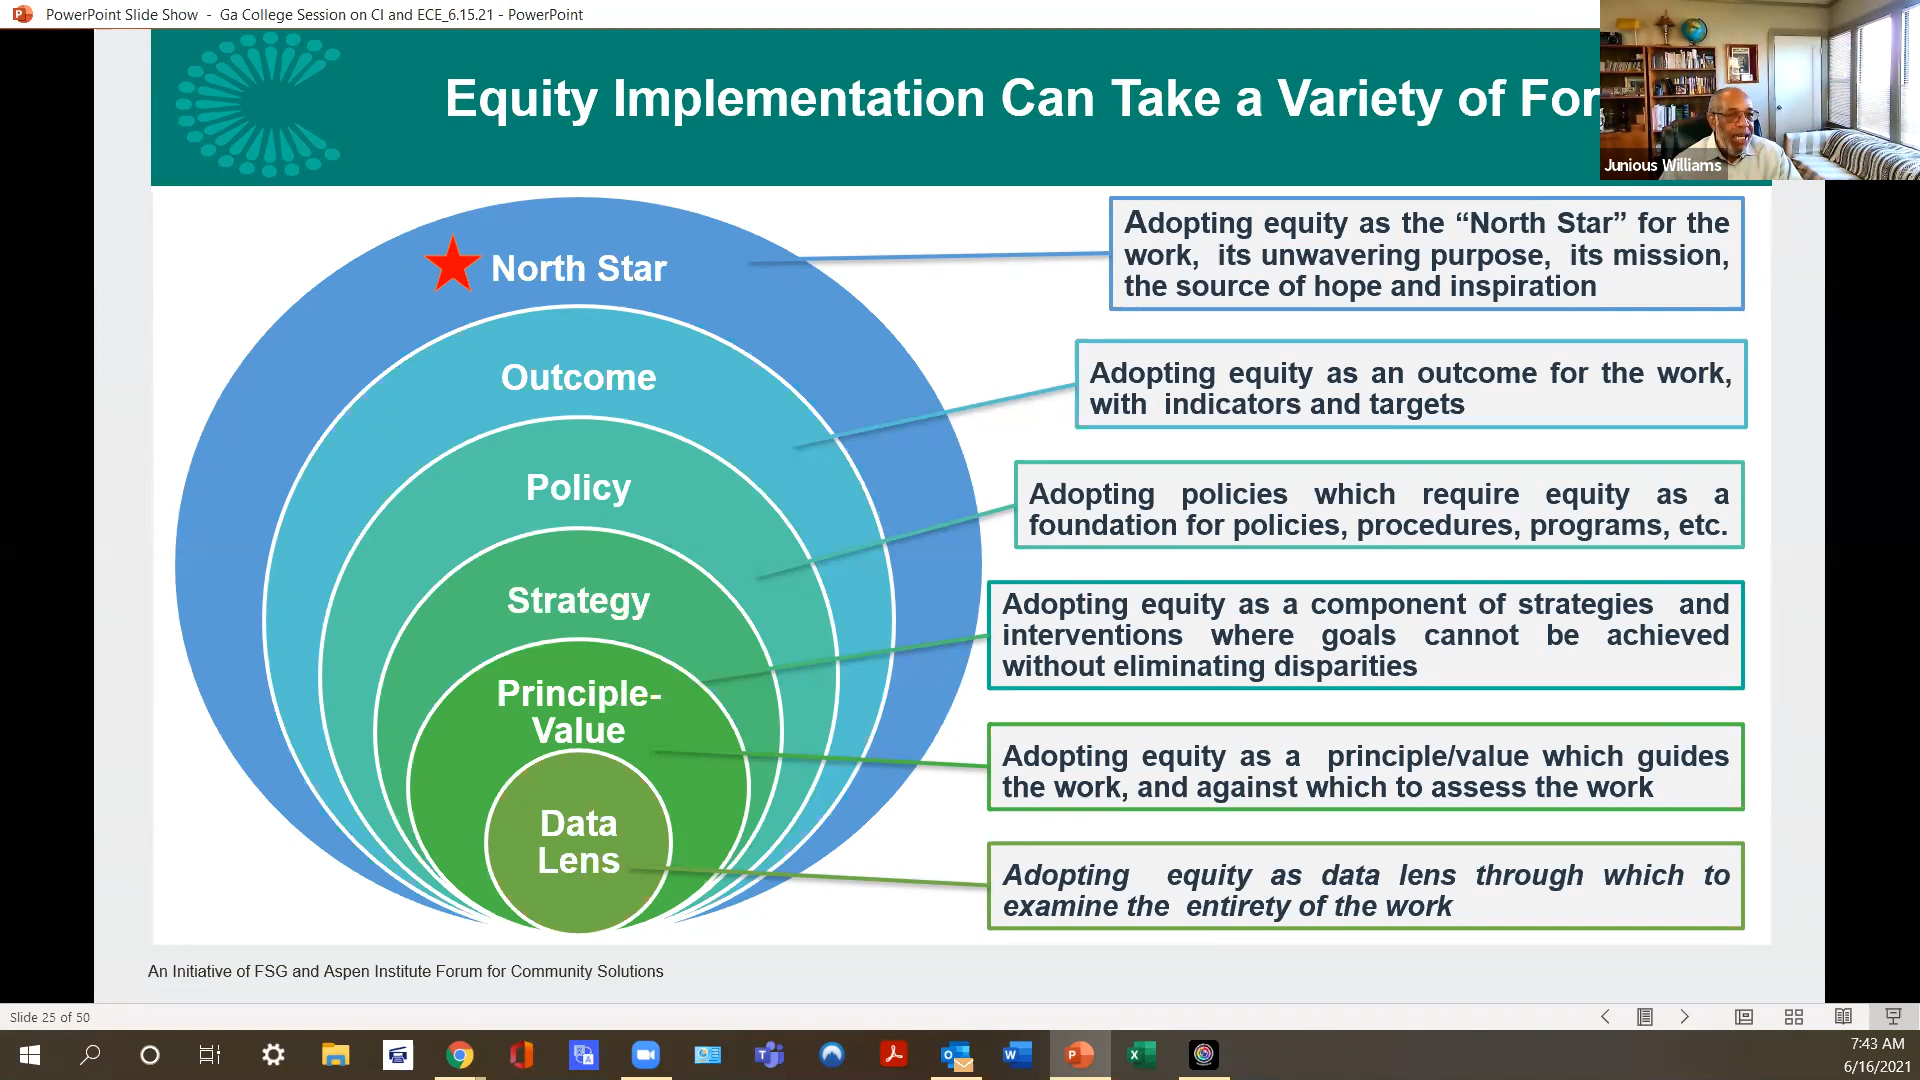 PowerPoint Slide Show - Ga College Session on CI and ECE_6.15.21 - PowerPoint
Equity Implementation Can Take a Variety of For
Junious Williams
North Star
Adopting equity as the “North Star” for the
work, its unwavering purpose, its mission,
the source of hope and inspiration
Outcome
Adopting equity as an outcome for the work,
with indicators and targets
Policy
Adopting policies which require equity as a
foundation for policies, procedures, programs, etc.
Strategy
Adopting equity as a component of strategies and
interventions where goals cannot be achieved
without eliminating disparities
Principle-
Value
Adopting equity as a principle/value which guides
the work, and against which to assess the work
Data
Lens
Adopting equity as data lens through which to
examine the entirety of the work
An Initiative of FSG and Aspen Institute Forum for Community Solutions
Slide 25 of 50
7:43 AM
6/16/2021